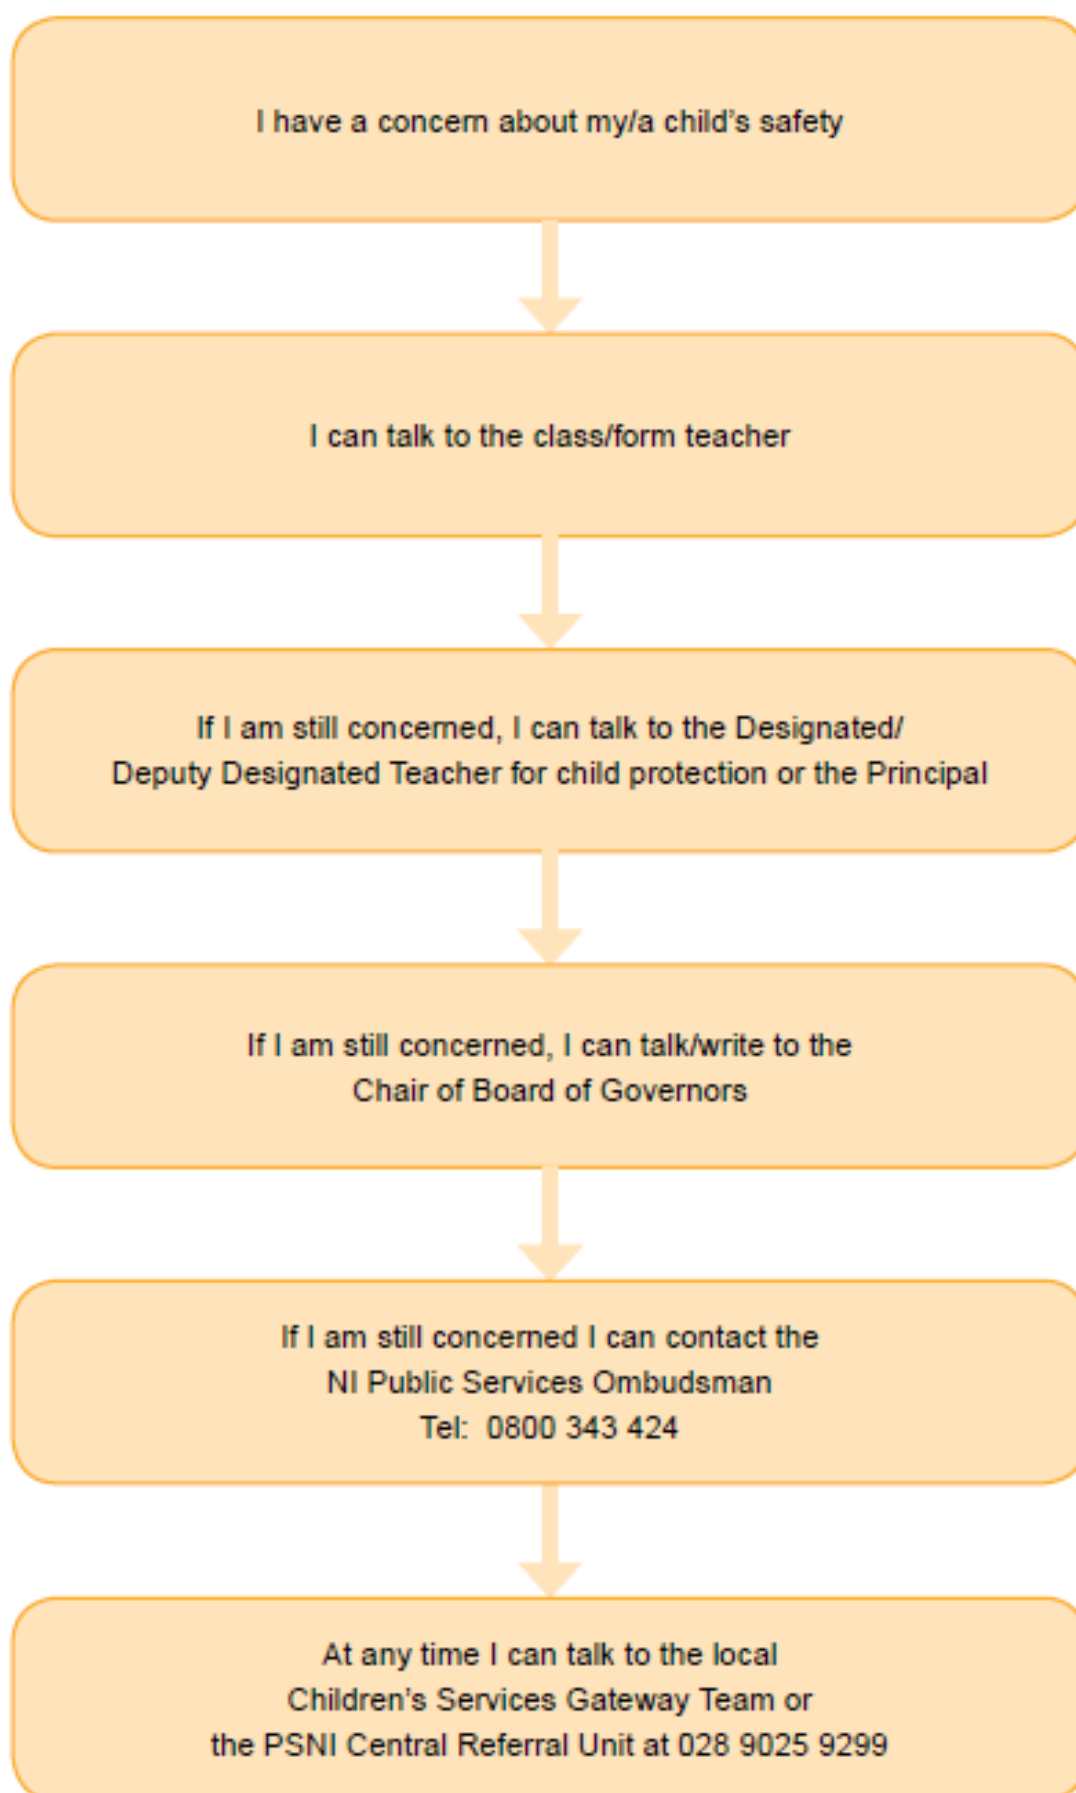 I have a concern about my/a child's safety
I can talk to the class/form teacher
If I am still concerned, I can talk to the Designated/
Deputy Designated Teacher for child protection or the Principal
If I am still concerned, I can talk/write to the
Chair of Board of Governors
If I am still concerned I can contact the
NI Public Services Ombudsman
Tel:  0800 343 424
At any time I can talk to the local
Children's Services Gateway Team or
the PSNI Central Referral Unit at 028 9025 9299